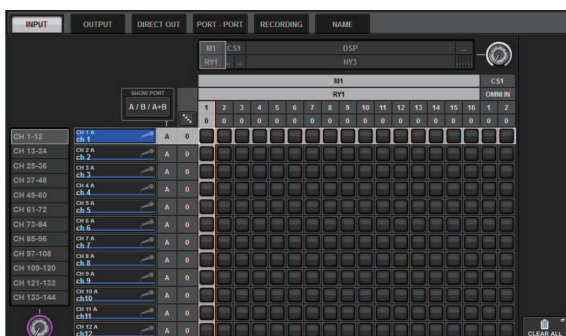 INPUT OUTPUT DIRECT OUT PORT - PORT RECORDING NAME
M1 CS1 DSP ..
RY1 .. .. HY3
M1 CS1
RY1 OMNI IN
SHOW PORT
A / B / A+B
1 2 3 4 5 6 7 8 9 10 11 12 13 14 15 16 1 2
0 0 0 0 0 0 0 0 0 0 0 0 0 0 0 0 0 0
CH 1-12
CH 13-24
CH 25-36
CH 37-48
CH 49-60
CH 61-72
CH 73-84
CH 85-96
CH 97-108
CH 109-120
CH 121-132
CH 133-144
CH 1 A
ch 1 A 0
CH 2 A
ch 2 A 0
CH 3 A
ch 3 A 0
CH 4 A
ch 4 A 0
CH 5 A
ch 5 A 0
CH 6 A
ch 6 A 0
CH 7 A
ch 7 A 0
CH 8 A
ch 8 A 0
CH 9 A
ch 9 A 0
CH 10 A
ch10 A 0
CH 11 A
ch11 A 0
CH 12 A
ch12 A 0
CLEAR ALL